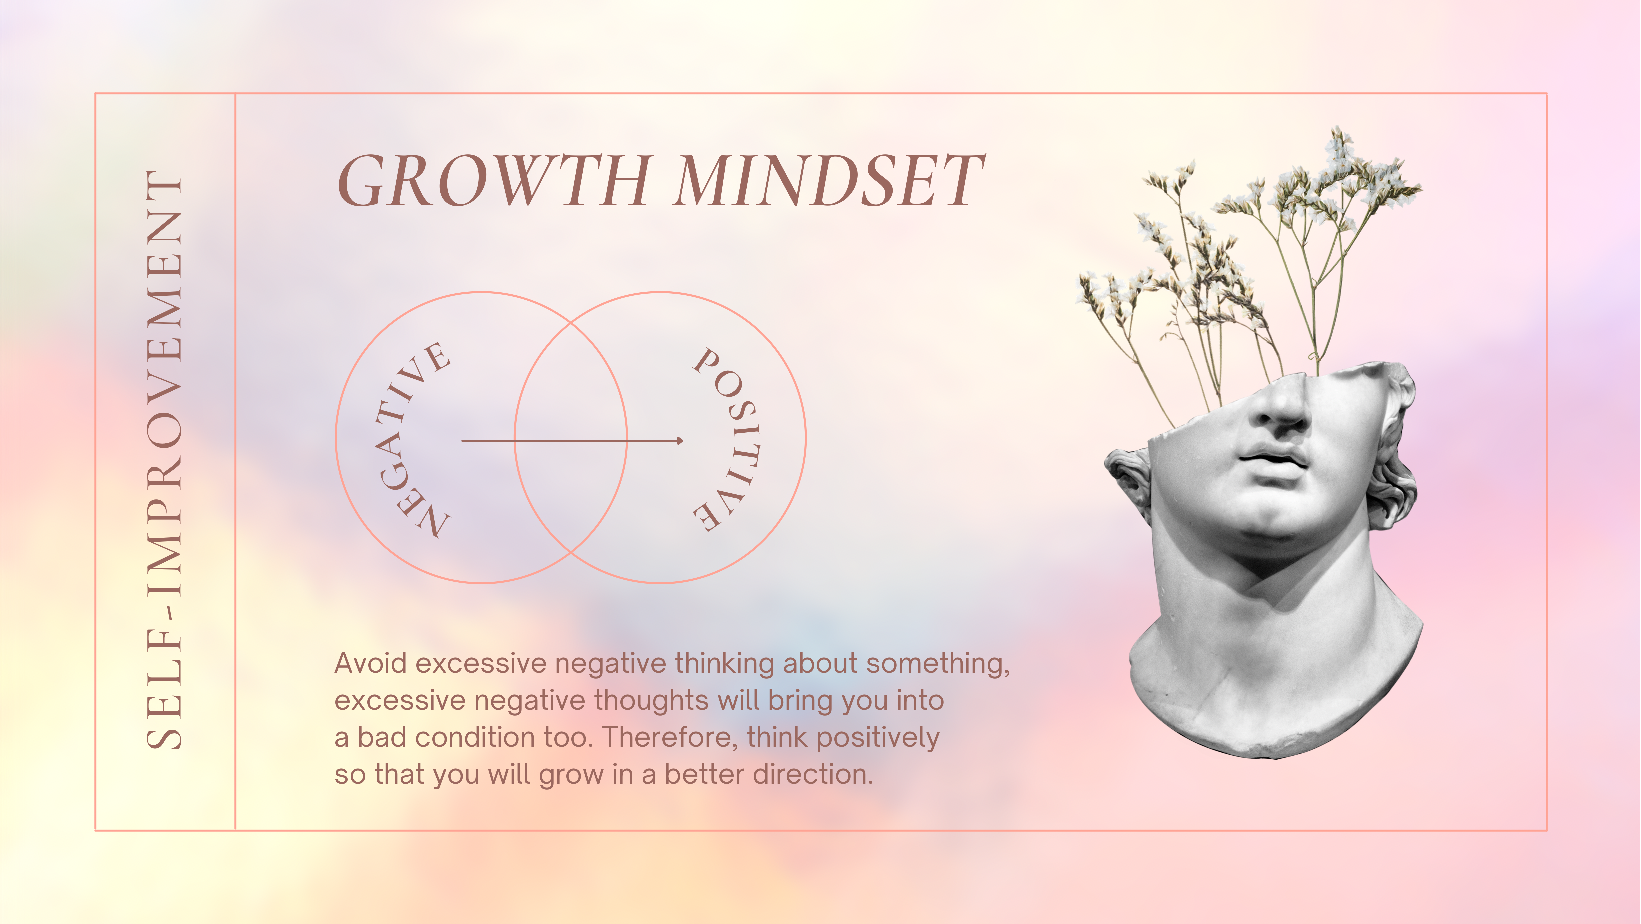 SELF-IMPROVEMENT
GROWTH MINDSET
NEGATIVE
POSITIVE
Avoid excessive negative thinking about something,
excessive negative thoughts will bring you into
a bad condition too. Therefore, think positively
so that you will grow in a better direction.